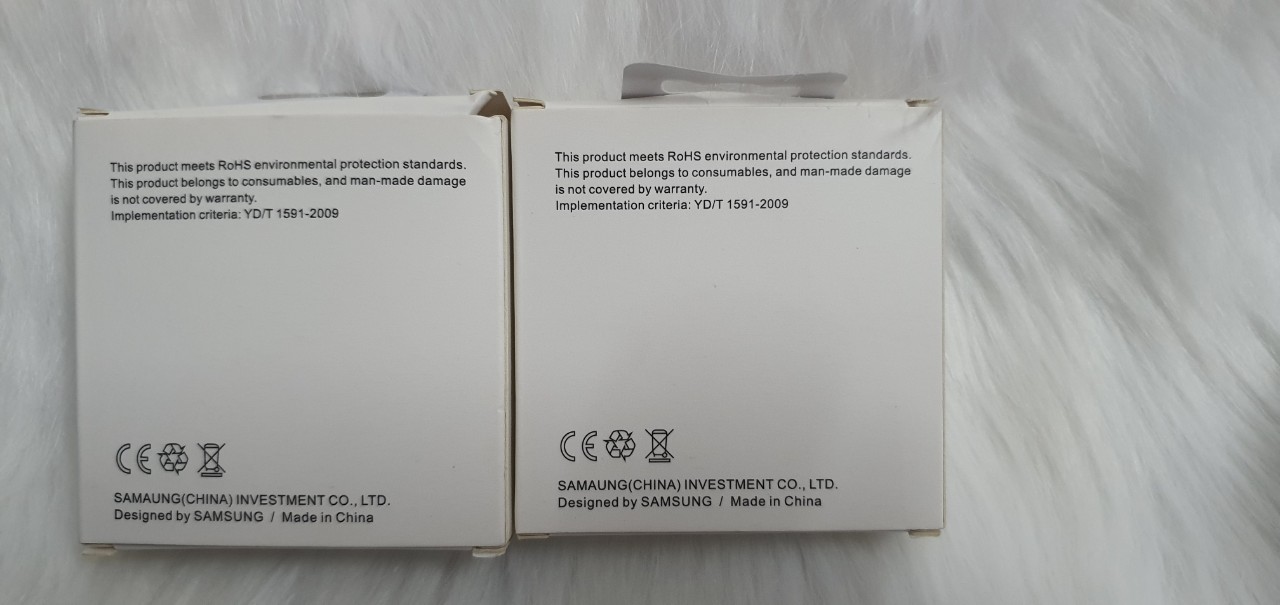 This product meets RoHS environmental protection standards.
This product belongs to consumables, and man-made damage
is not covered by warranty.
Implementation criteria: YD/T 1591-2009
CE
SAMAUNG(CHINA) INVESTMENT CO., LTD.
Designed by SAMSUNG / Made in China
This product meets RoHS environmental protection standards.
This product belongs to consumables, and man-made damage
is not covered by warranty.
Implementation criteria: YD/T 1591-2009
CE
SAMAUNG(CHINA) INVESTMENT CO., LTD.
Designed by SAMSUNG / Made in China